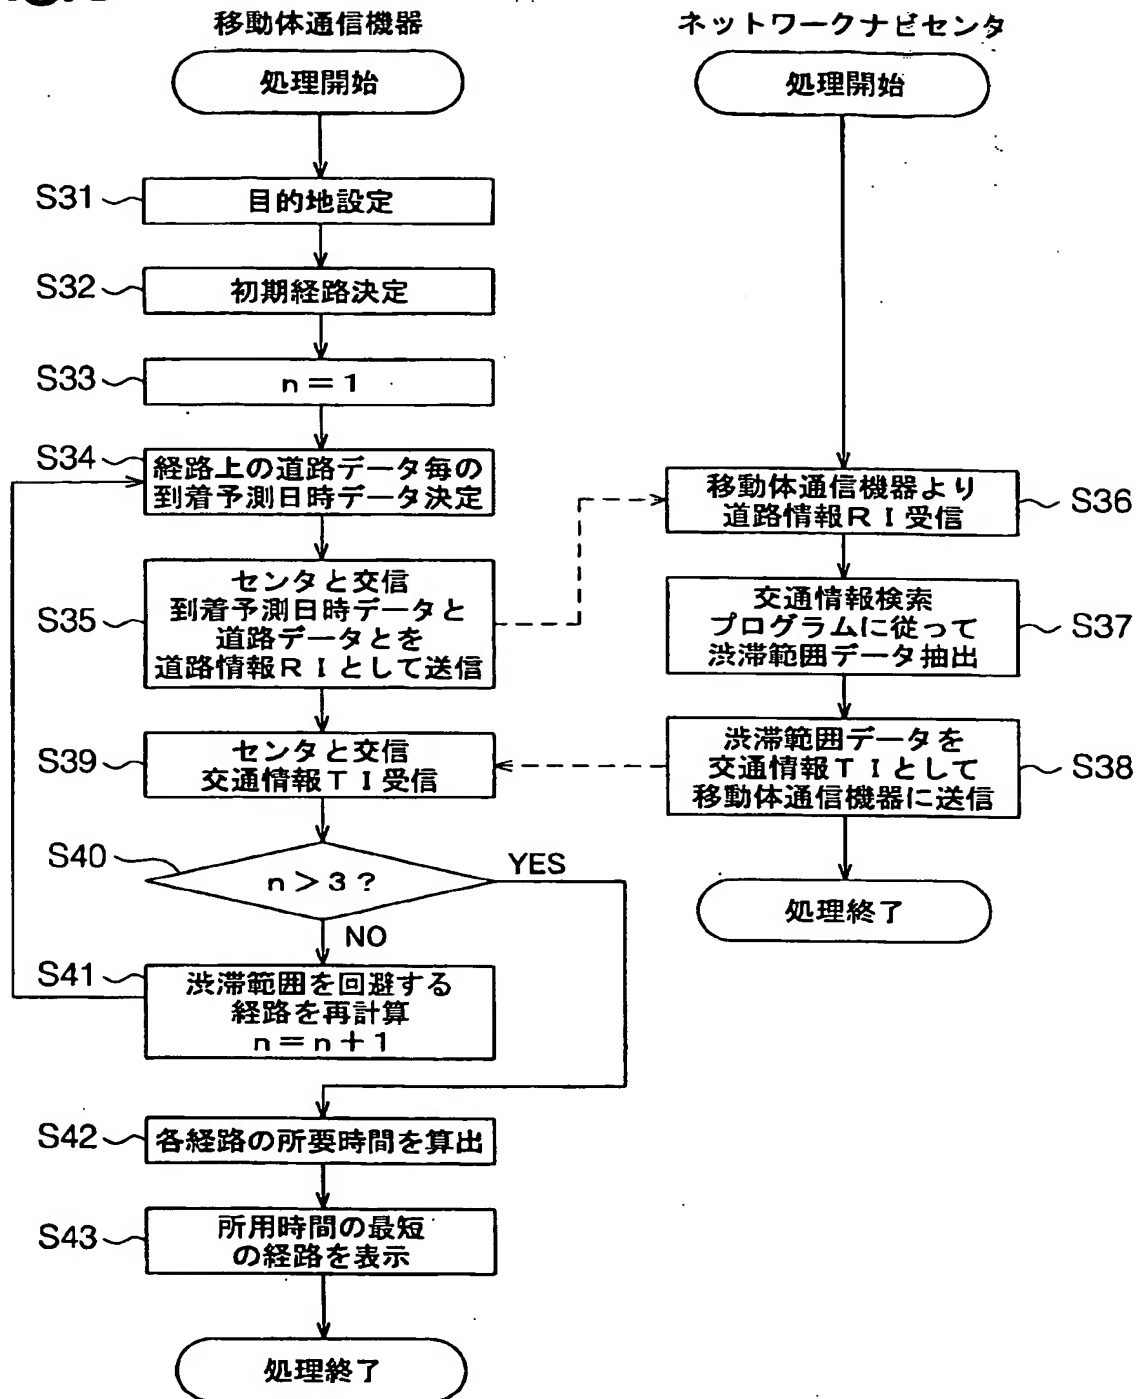 移動体通信機器
処理開始
S31
目的地設定
S32
初期経路決定
S33
n=1
S34
経路上の道路データ毎の
到着予測日時データ決定
S35
センタと交信
到着予測日時データと
道路データとを
道路情報RIとして送信
S39
センタと交信
交通情報TI受信
S40
n>3?
YES
NO
S41
渋滞範囲を回避する
経路を再計算
n=n+1
S42
各経路の所要時間を算出
S43
所用時間の最短
の経路を表示
処理終了
ネットワークナビセンタ
処理開始
移動体通信機器より
道路情報RI受信
S36
交通情報検索
プログラムに従って
渋滞範囲データ抽出
S37
渋滞範囲データを
交通情報TIとして
移動体通信機器に送信
S38
処理終了